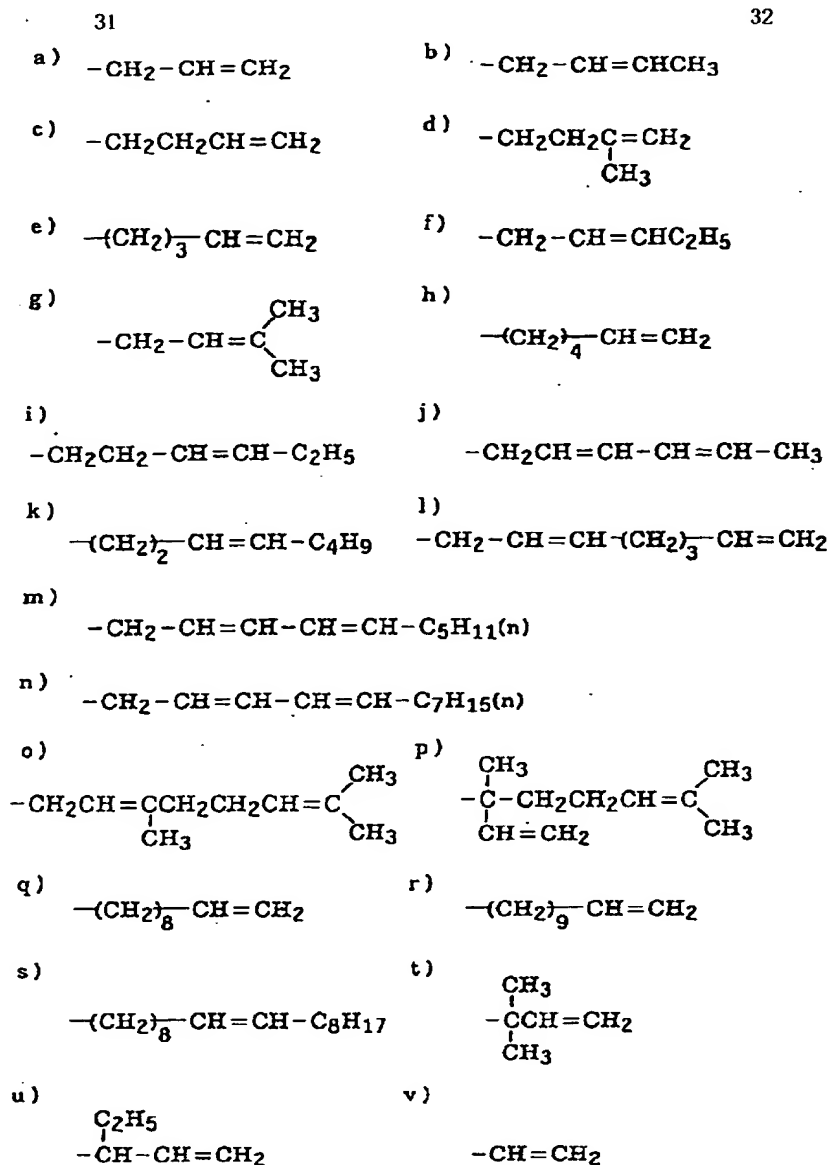 31 32
a) -CH2-CH=CH2 b) -CH2-CH=CHCH3
c) -CH2CH2CH=CH2 d) -CH2CH2C=CH2
CH3
e) -(CH2)3-CH=CH2 f) -CH2-CH=CHC2H5
g) CH3 h)
-CH2-CH=C -(CH2)4-CH=CH2
CH3
i) j)
-CH2CH2-CH=CH-C2H5 -CH2CH=CH-CH=CH-CH3
k) l)
-(CH2)2-CH=CH-C4H9 -CH2-CH=CH-(CH2)3-CH=CH2
m)
-CH2-CH=CH-CH=CH-C5H11(n)
n)
-CH2-CH=CH-CH=CH-C7H15(n)
o) p)
CH3 CH3 CH3
-CH2CH=CCH2CH2CH=C -C-CH2CH2CH=C
CH3 CH3 CH=CH2 CH3
q) r)
-(CH2)8-CH=CH2 -(CH2)9-CH=CH2
s) t)
CH3
-(CH2)8-CH=CH-C8H17 -CCH=CH2
CH3
u) v)
C2H5
-CH-CH=CH2 -CH=CH2